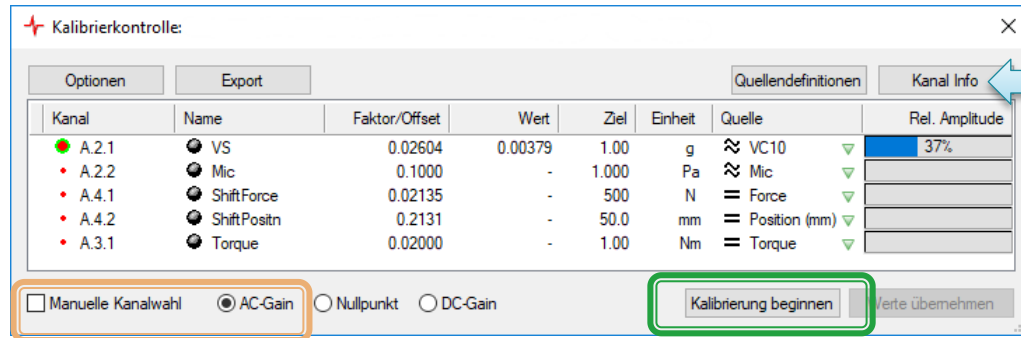 Kalibrierkontrolle:
Optionen Export Quellendefinitionen Kanal Info
Kanal Name Faktor/Offset Wert Ziel Einheit Quelle Rel. Amplitude
A.2.1 VS 0.02604 0.00379 1.00 g VC10 37%
A.2.2 Mic 0.1000 - 1.000 Pa Mic
A.4.1 ShiftForce 0.02135 - 500 N Force
A.4.2 ShiftPositn 0.2131 - 50.0 mm Position (mm)
A.3.1 Torque 0.02000 - 1.00 Nm Torque
Manuelle Kanalwahl AC-Gain Nullpunkt DC-Gain Kalibrierung beginnen Werte übernehmen